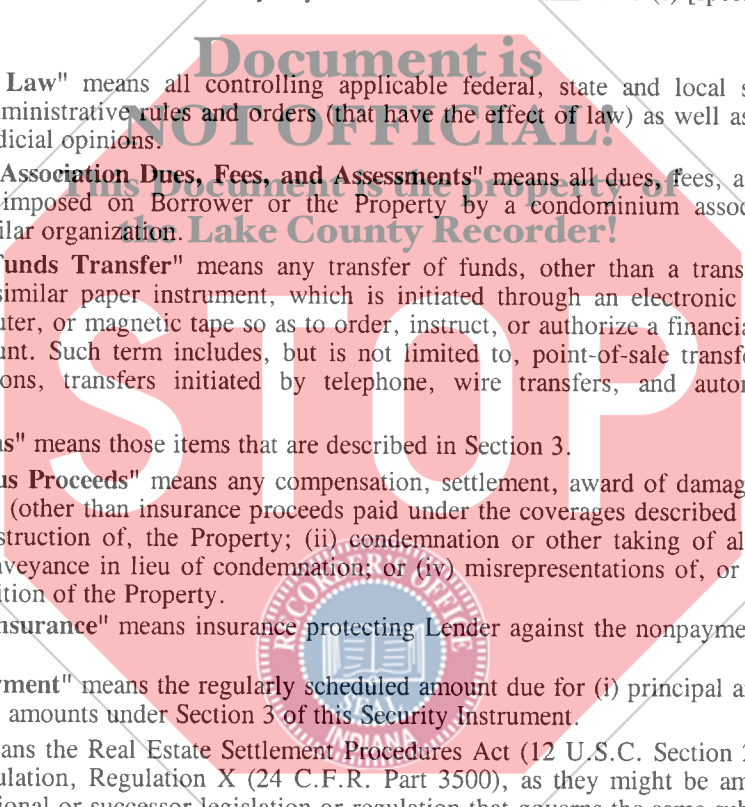 Document is
Law" means all controlling applicable federal, state and local
ministrative rules and orders (that have the effect of law) as well as
NOT OFFICIAL!
dicial opinions.
Association Dues, Fees, and Assessments" means all dues, fees, a
This Document is the property of
imposed on Borrower or the Property by a condominium assoc
ilar organization.
the Lake County Recorder!
Funds Transfer" means any transfer of funds, other than a trans
similar paper instrument, which is initiated through an electronic
uter, or magnetic tape so as to order, instruct, or authorize a financia
unt. Such term includes, but is not limited to, point-of-sale transfe
ons, transfers initiated by telephone, wire transfers, and autor
STOP
s" means those items that are described in Section 3.
us Proceeds" means any compensation, settlement, award of damag
(other than insurance proceeds paid under the coverages described
struction of, the Property; (ii) condemnation or other taking of al
veyance in lieu of condemnation; or (iv) misrepresentations of, or
ition of the Property.
nsurance" means insurance protecting Lender against the nonpayme
RECORDER'S OFFICE
yment" means the regularly scheduled amount due for (i) principal a
amounts under Section 3 of this Security Instrument.
SEAL
INDIANA
ans the Real Estate Settlement Procedures Act (12 U.S.C. Section
ulation, Regulation X (24 C.F.R. Part 3500), as they might be am